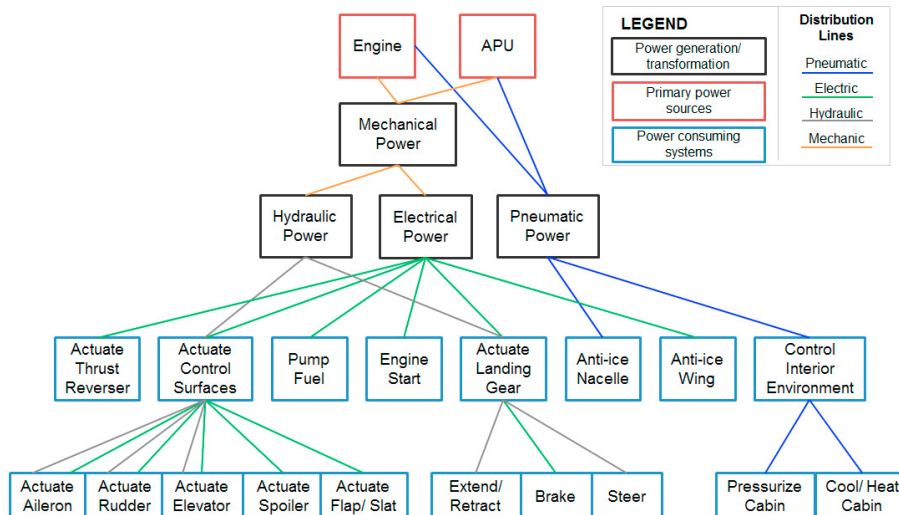 Engine
APU
LEGEND
Power generation/
transformation
Primary power
sources
Power consuming
systems
Distribution
Lines
Pneumatic
Electric
Hydraulic
Mechanic
Mechanical
Power
Hydraulic
Power
Electrical
Power
Pneumatic
Power
Actuate
Thrust
Reverser
Actuate
Control
Surfaces
Pump
Fuel
Engine
Start
Actuate
Landing
Gear
Anti-ice
Nacelle
Anti-ice
Wing
Control
Interior
Environment
Actuate
Aileron
Actuate
Rudder
Actuate
Elevator
Actuate
Spoiler
Actuate
Flap/ Slat
Extend/
Retract
Brake
Steer
Pressurize
Cabin
Cool/ Heat
Cabin